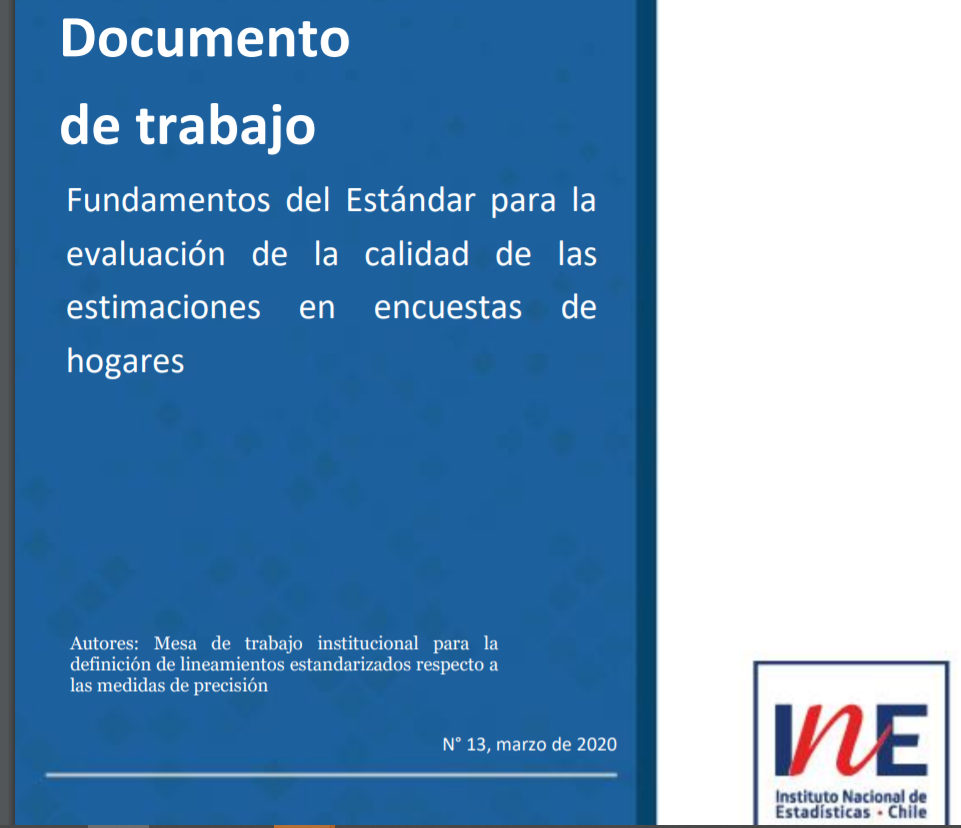 Documento
de trabajo
Fundamentos del Estándar para la
evaluación de la calidad de las
estimaciones en encuestas de
hogares
Autores: Mesa de trabajo institucional para la
definición de lineamientos estandarizados respecto a
las medidas de precisión
N° 13, marzo de 2020
INE
Instituto Nacional de
Estadísticas • Chile